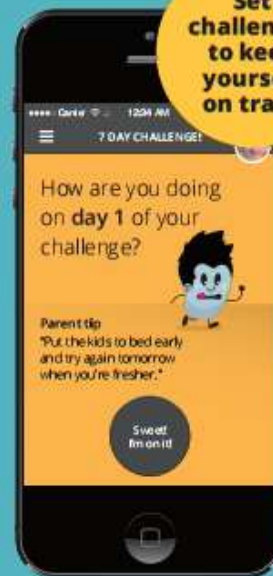 Set
challen
to kee
yourse
on tra
Carrier
12:34 AM
7 DAY CHALLENGE!
How are you doing
on day 1 of your
challenge?
Parent tip
"Put the kids to bed early
and try again tomorrow
when you're fresher."
Sweet!
I'm on it!